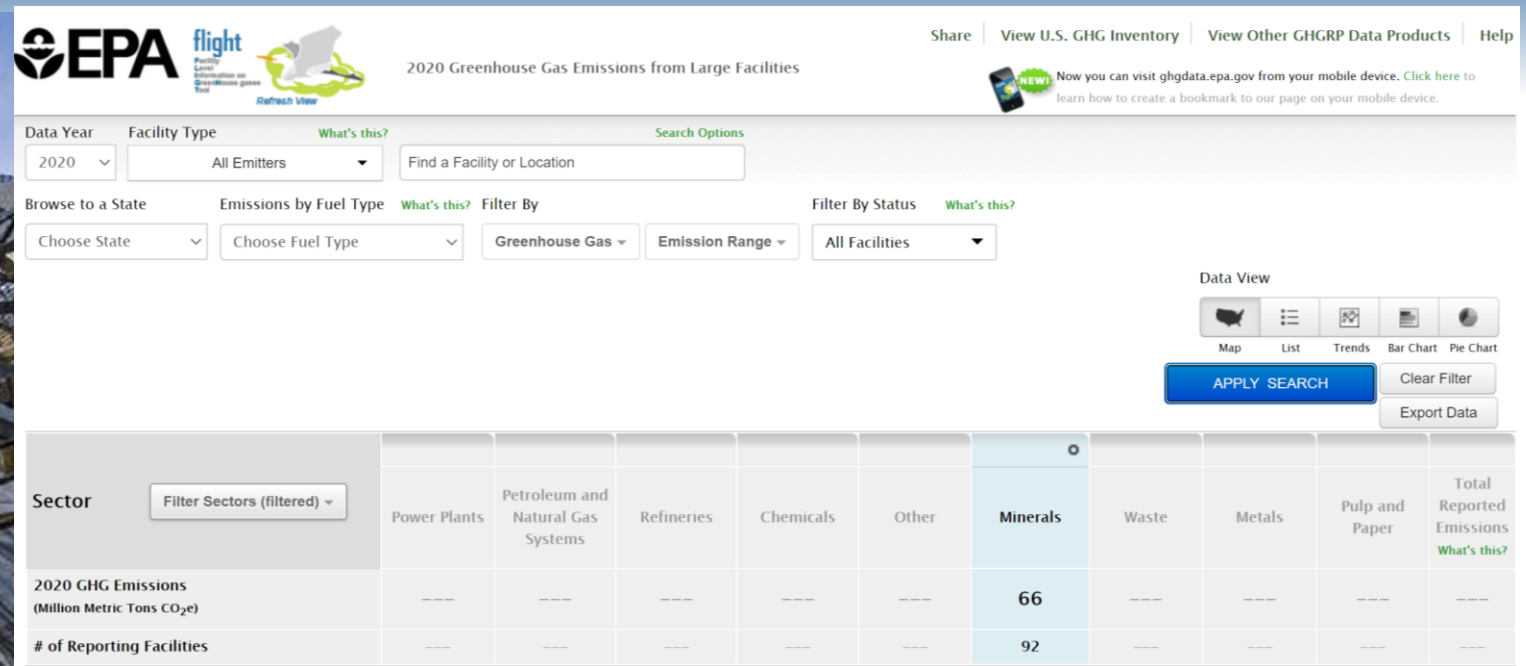 EPA
flight
Facility
Level
Information on
GreenHouse gases
Tool
Refresh View
2020 Greenhouse Gas Emissions from Large Facilities
Share View U.S. GHG Inventory View Other GHGRP Data Products Help
NEW!
Now you can visit ghgdata.epa.gov from your mobile device. Click here to
learn how to create a bookmark to our page on your mobile device.
Data Year Facility Type What's this? Search Options
2020 All Emitters Find a Facility or Location
Browse to a State Emissions by Fuel Type What's this? Filter By Filter By Status What's this?
Choose State Choose Fuel Type Greenhouse Gas Emission Range All Facilities
Data View
Map List Trends Bar Chart Pie Chart
APPLY SEARCH Clear Filter
Export Data
Sector Filter Sectors (filtered) Power Plants Petroleum and Natural Gas Systems Refineries Chemicals Other Minerals Waste Metals Pulp and Paper Total Reported Emissions What's this?
2020 GHG Emissions
(Million Metric Tons CO₂e) --- --- --- --- --- 66 --- --- --- ---
# of Reporting Facilities --- --- --- --- --- 92 --- --- --- ---